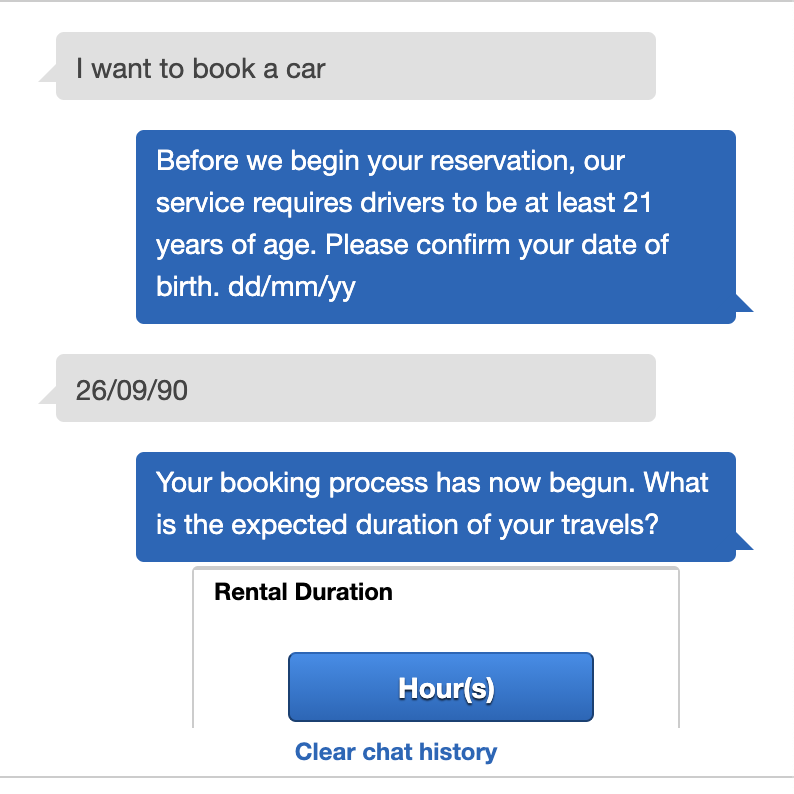 I want to book a car
Before we begin your reservation, our
service requires drivers to be at least 21
years of age. Please confirm your date of
birth. dd/mm/yy
26/09/90
Your booking process has now begun. What
is the expected duration of your travels?
Rental Duration
Hour(s)
Clear chat history